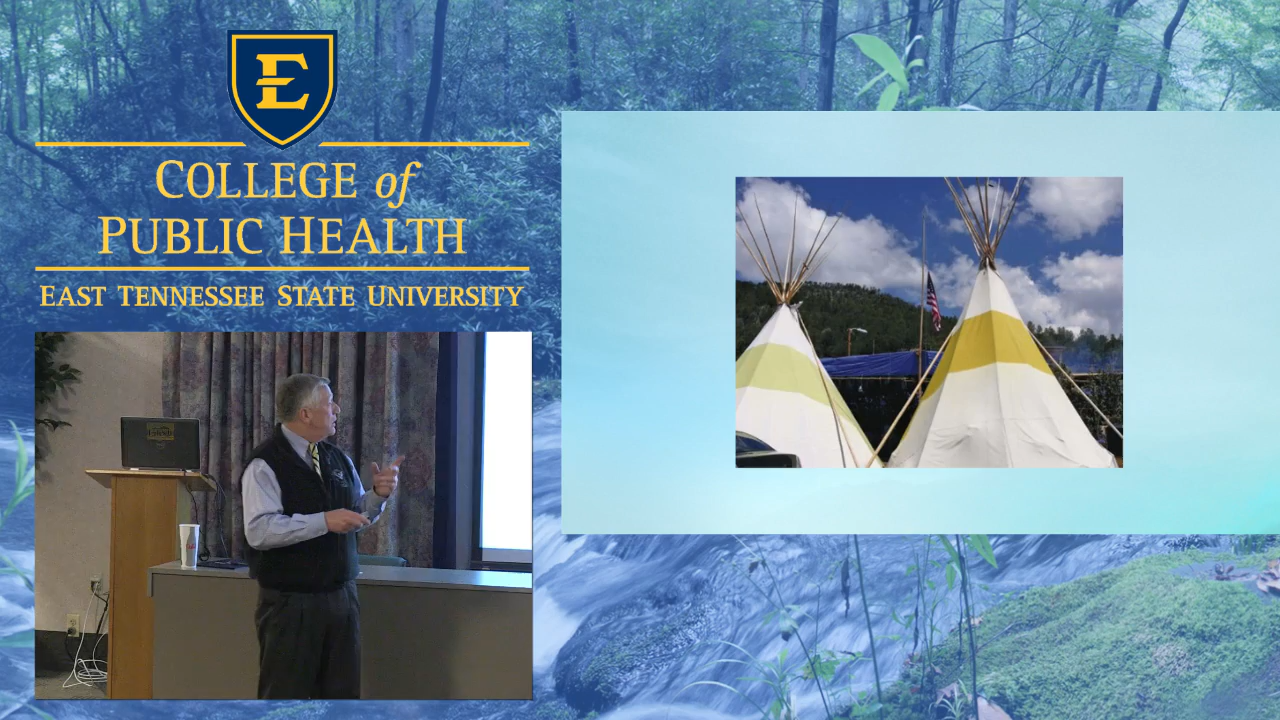 E
COLLEGE of
PUBLIC HEALTH
EAST TENNESSEE STATE UNIVERSITY